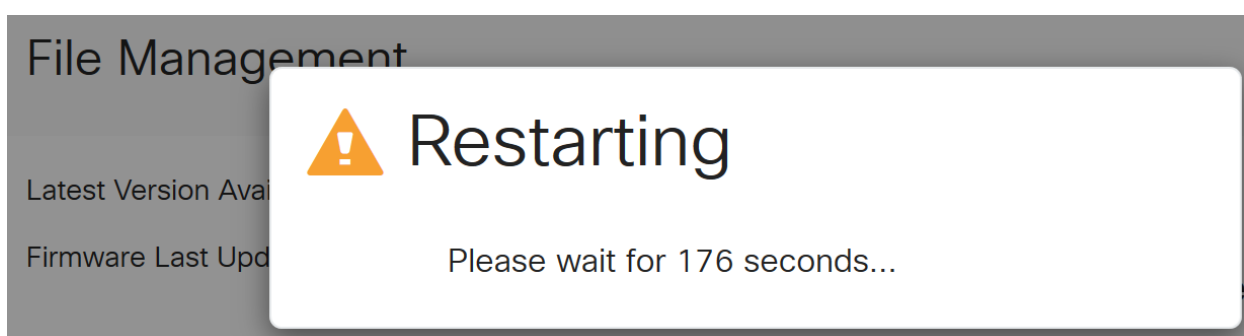 File Management
Restarting
Latest Version Avai
Firmware Last Upd
Please wait for 176 seconds...